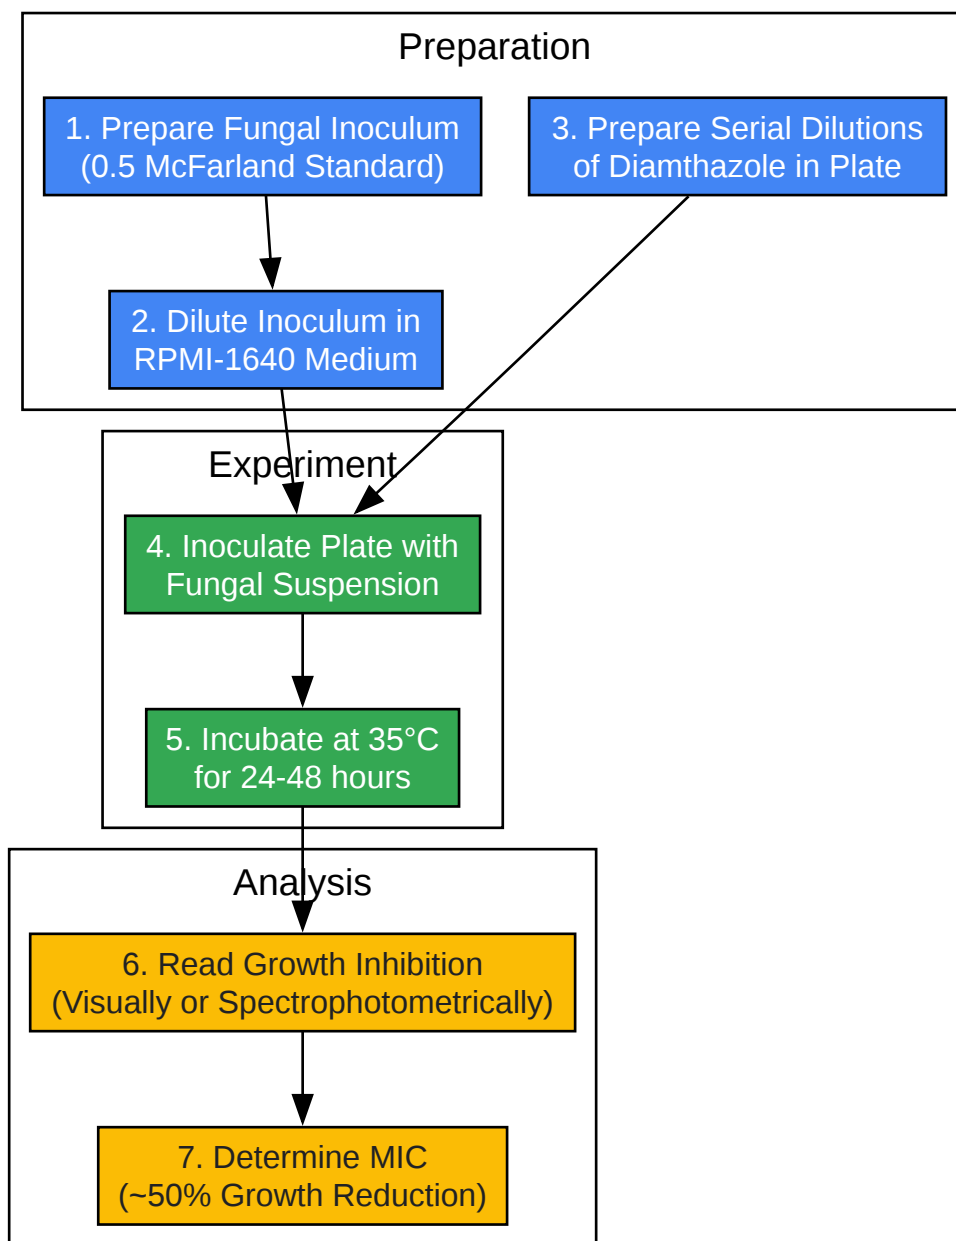 Preparation
1. Prepare Fungal Inoculum
(0.5 McFarland Standard)
3. Prepare Serial Dilutions
of Diamthazole in Plate
2. Dilute Inoculum in
RPMI-1640 Medium
Experiment
4. Inoculate Plate with
Fungal Suspension
5. Incubate at 35°C
for 24-48 hours
Analysis
6. Read Growth Inhibition
(Visually or Spectrophotometrically)
7. Determine MIC
(~50% Growth Reduction)